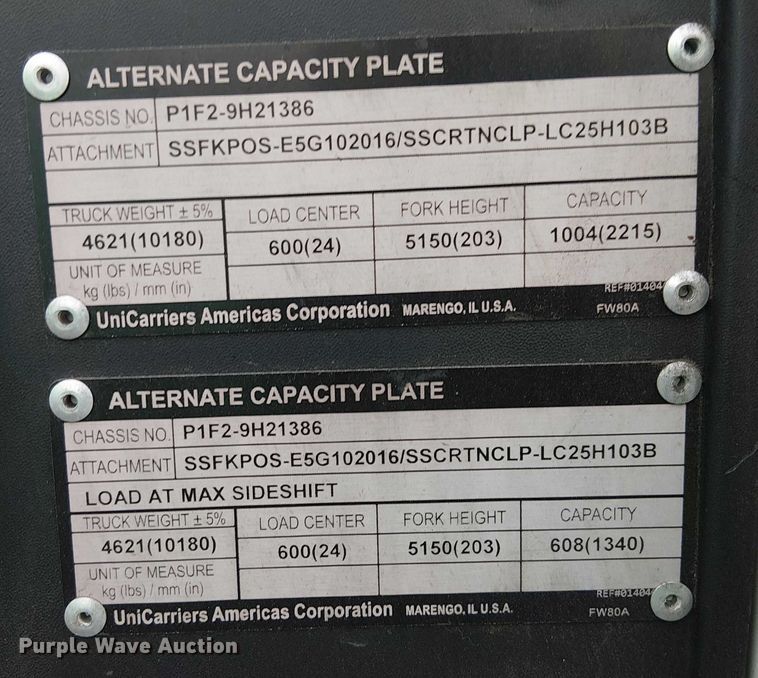 ALTERNATE CAPACITY PLATE
CHASSIS NO. P1F2-9H21386
ATTACHMENT SSFKPOS-E5G102016/SSCRTNCLP-LC25H103B
TRUCK WEIGHT ± 5% LOAD CENTER FORK HEIGHT CAPACITY
4621(10180) 600(24) 5150(203) 1004(2215)
UNIT OF MEASURE
kg (lbs) / mm (in)
REF#01404
UniCarriers Americas Corporation MARENGO, IL U.S.A. FW80A
ALTERNATE CAPACITY PLATE
CHASSIS NO. P1F2-9H21386
ATTACHMENT SSFKPOS-E5G102016/SSCRTNCLP-LC25H103B
LOAD AT MAX SIDESHIFT
TRUCK WEIGHT ± 5% LOAD CENTER FORK HEIGHT CAPACITY
4621(10180) 600(24) 5150(203) 608(1340)
UNIT OF MEASURE
kg (lbs) / mm (in)
REF#01404
UniCarriers Americas Corporation MARENGO, IL U.S.A. FW80A
Purple Wave Auction